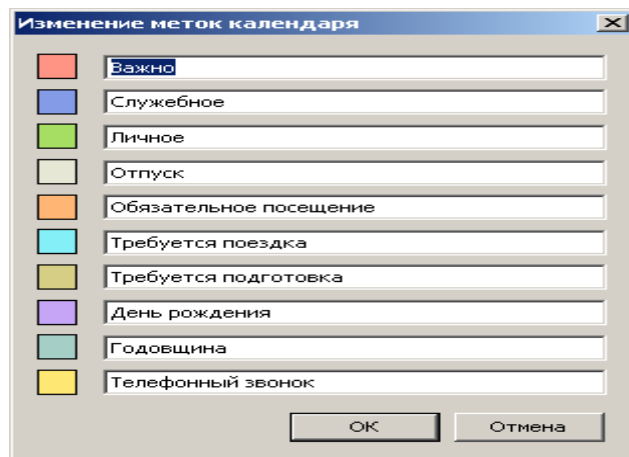 Изменение меток календаря
Важно
Служебное
Личное
Отпуск
Обязательное посещение
Требуется поездка
Требуется подготовка
День рождения
Годовщина
Телефонный звонок
ОК Отмена